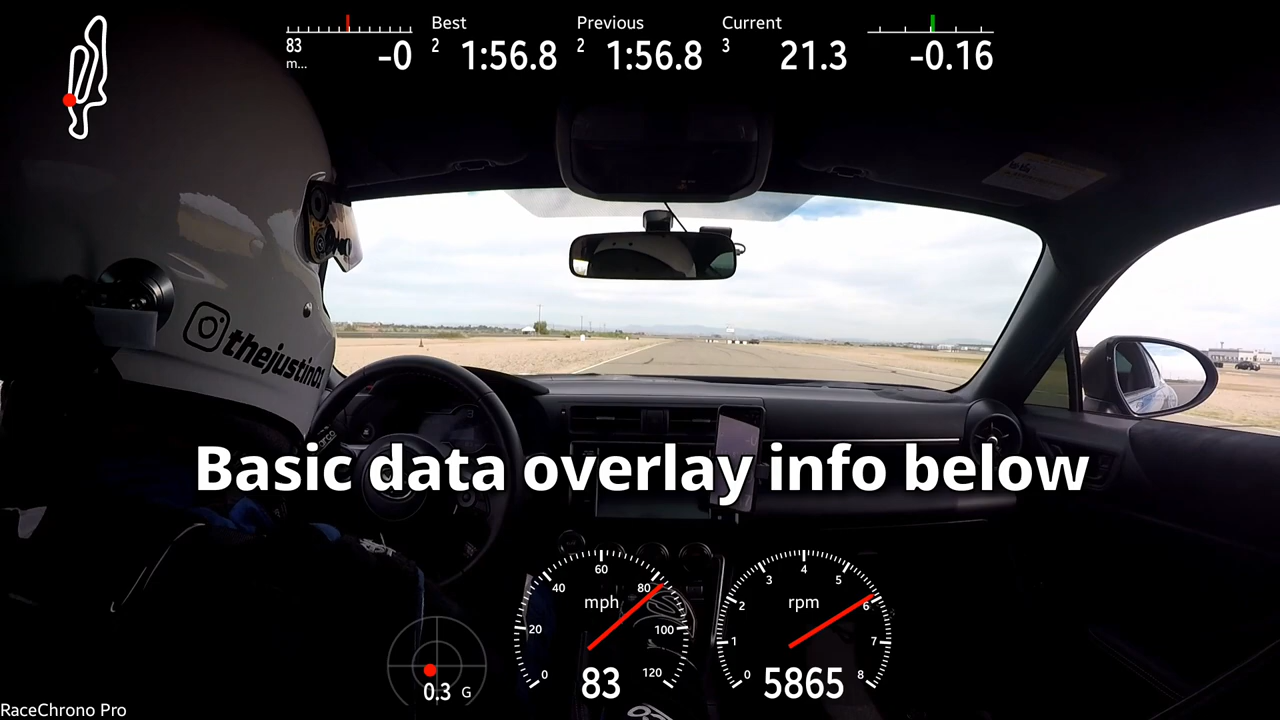 Best Previous Current
83 m... -0 2 1:56.8 2 1:56.8 3 21.3 -0.16
thejustin01
arco
Basic data overlay info below
0 20 40 60 80 100 120
mph
83
0 1 2 3 4 5 6 7 8
rpm
5865
0.3 G
RaceChrono Pro